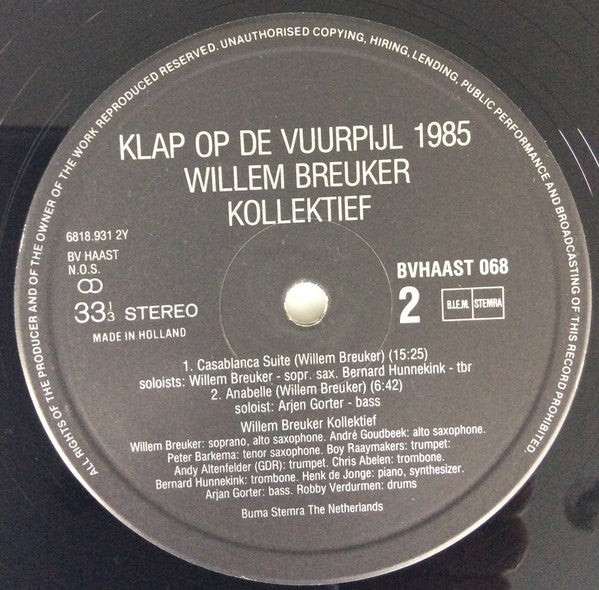 ALL RIGHTS OF THE PRODUCER AND OF THE OWNER OF THE WORK REPRODUCED RESERVED. UNAUTHORISED COPYING, HIRING, LENDING, PUBLIC PERFORMANCE AND BROADCASTING OF THIS RECORD PROHIBITED
KLAP OP DE VUURPIJL 1985
WILLEM BREUKER
KOLLEKTIEF
6818.931 2Y
BV HAAST
N.O.S.
33 1/3 STEREO
MADE IN HOLLAND
BVHAAST 068
2 B.I.E.M. STEMRA
1. Casablanca Suite (Willem Breuker) (15:25)
soloists: Willem Breuker - sopr. sax. Bernard Hunnekink - tbr
2. Anabelle (Willem Breuker) (6:42)
soloist: Arjen Gorter - bass
Willem Breuker Kollektief
Willem Breuker: soprano, alto saxophone. André Goudbeek: alto saxophone.
Peter Barkema: tenor saxophone. Boy Raaymakers: trumpet:
Andy Altenfelder (GDR): trumpet. Chris Abelen: trombone.
Bernard Hunnekink: trombone. Henk de Jonge: piano, synthesizer.
Arjan Gorter: bass. Robby Verdurmen: drums
Buma Stemra The Netherlands